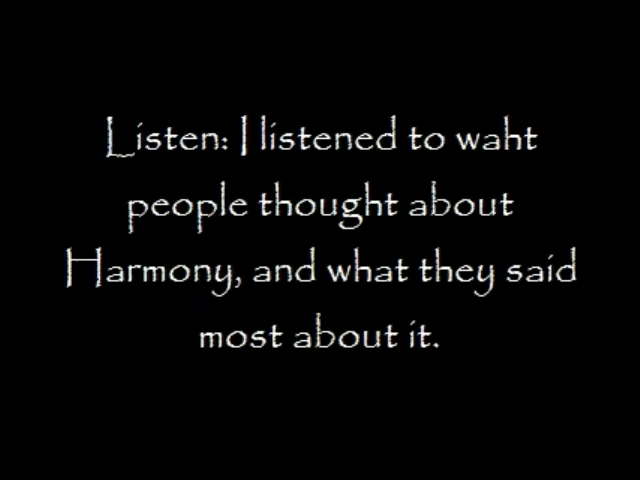 Listen: I listened to waht
people thought about
Harmony, and what they said
most about it.